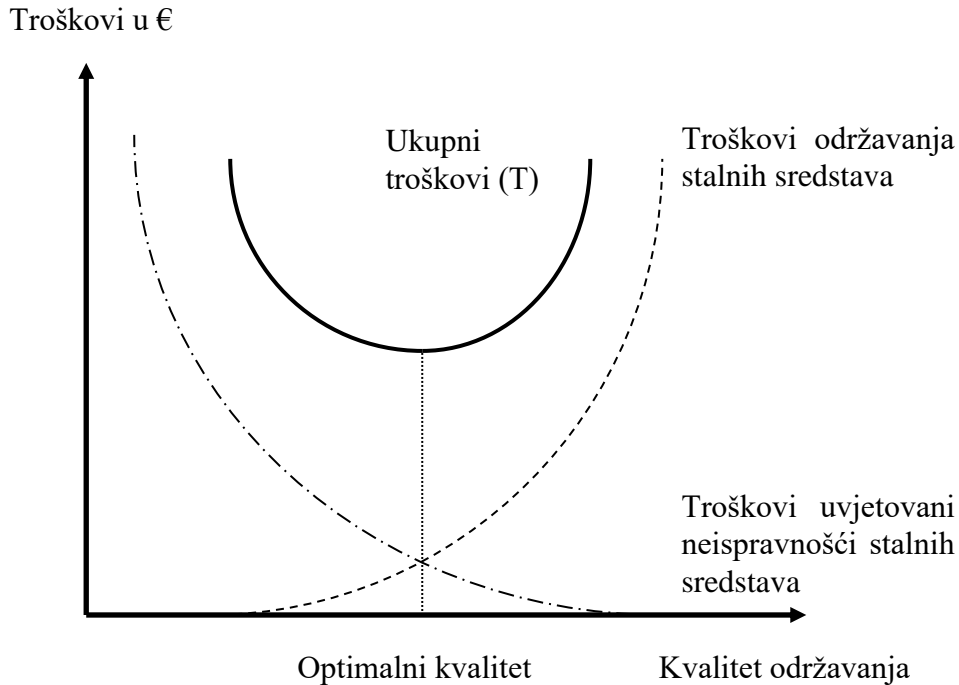 Troškovi u €
Ukupni
troškovi (T)
Troškovi održavanja
stalnih sredstava
Troškovi uvjetovani
neispravnošći stalnih
sredstava
Optimalni kvalitet
Kvalitet održavanja